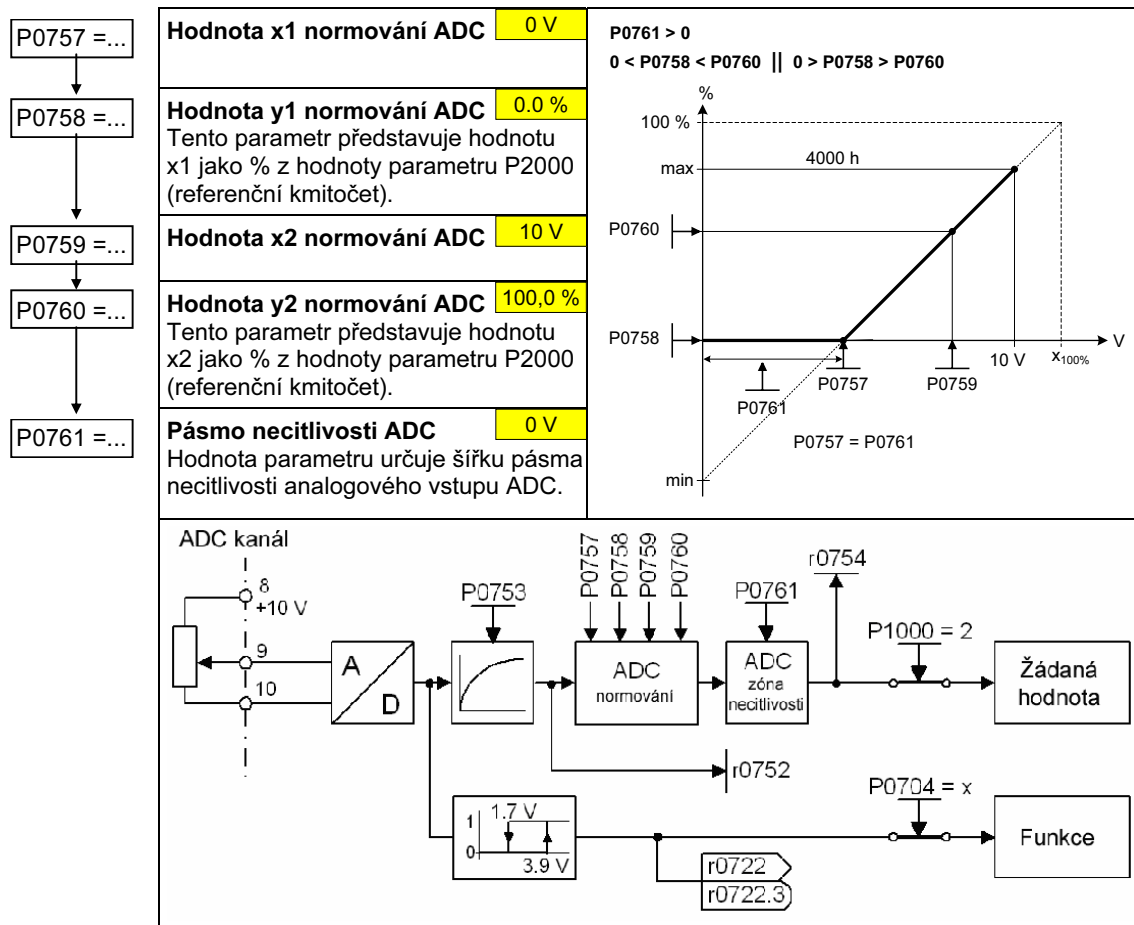 P0757 =...
Hodnota x1 normování ADC 0 V
P0758 =...
Hodnota y1 normování ADC 0.0 %
Tento parametr představuje hodnotu
x1 jako % z hodnoty parametru P2000
(referenční kmitočet).
P0759 =...
Hodnota x2 normování ADC 10 V
P0760 =...
Hodnota y2 normování ADC 100,0 %
Tento parametr představuje hodnotu
x2 jako % z hodnoty parametru P2000
(referenční kmitočet).
P0761 =...
Pásmo necitlivosti ADC 0 V
Hodnota parametru určuje šířku pásma
necitlivosti analogového vstupu ADC.
P0761 > 0
0 < P0758 < P0760 || 0 > P0758 > P0760
%
100 %
max
4000 h
P0760
P0758
V
10 V
x100%
P0757
P0759
P0761
P0757 = P0761
min
ADC kanál
8
+10 V
9
10
A
D
P0753
P0757
P0758
P0759
P0760
ADC
normování
P0761
ADC
zóna
necitlivosti
r0754
P1000 = 2
Žádaná
hodnota
r0752
P0704 = x
Funkce
1
0
1.7 V
3.9 V
r0722
r0722.3